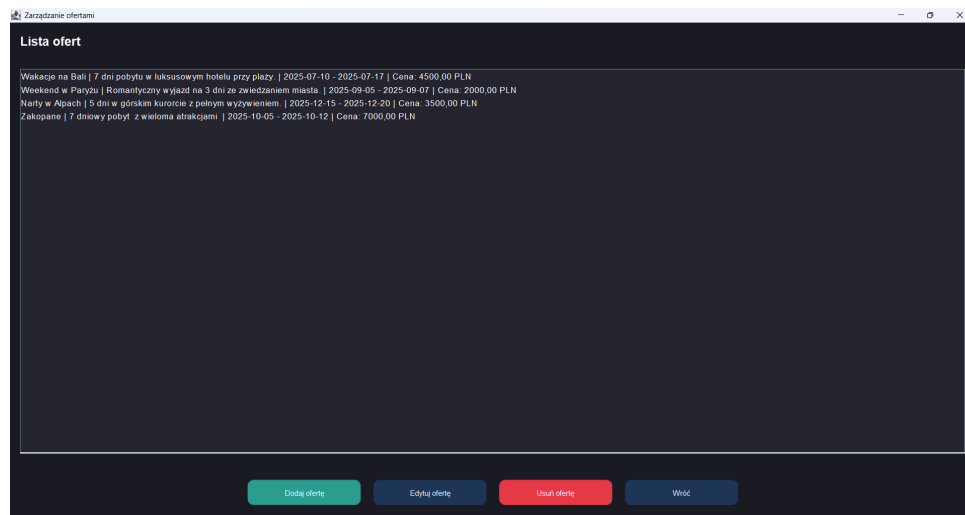 Zarządzanie ofertami
Lista ofert
Wakacje na Bali | 7 dni pobytu w luksusowym hotelu przy plaży. | 2025-07-10 - 2025-07-17 | Cena: 4500,00 PLN
Weekend w Paryżu | Romantyczny wyjazd na 3 dni ze zwiedzaniem miasta. | 2025-09-05 - 2025-09-07 | Cena: 2000,00 PLN
Narty w Alpach | 5 dni w górskim kurorcie z pełnym wyżywieniem. | 2025-12-15 - 2025-12-20 | Cena: 3500,00 PLN
Zakopane | 7 dniowy pobyt  z wieloma atrakcjami  | 2025-10-05 - 2025-10-12 | Cena: 7000,00 PLN
Dodaj ofertę Edytuj ofertę Usuń ofertę Wróć